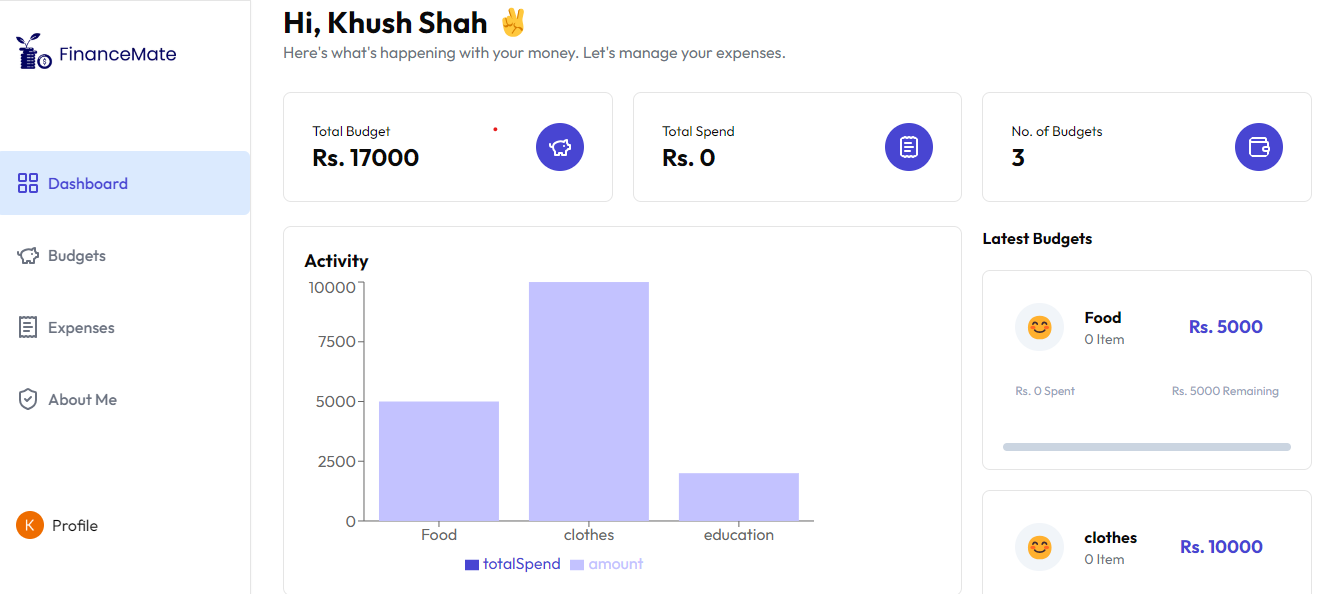 FinanceMate
Dashboard
Budgets
Expenses
About Me
K Profile
Hi, Khush Shah ✌️
Here's what's happening with your money. Let's manage your expenses.
Total Budget
Rs. 17000
Total Spend
Rs. 0
No. of Budgets
3
Activity
10000
7500
5000
2500
0
Food clothes education
totalSpend amount
Latest Budgets
Food
0 Item
Rs. 5000
Rs. 0 Spent Rs. 5000 Remaining
clothes
0 Item
Rs. 10000